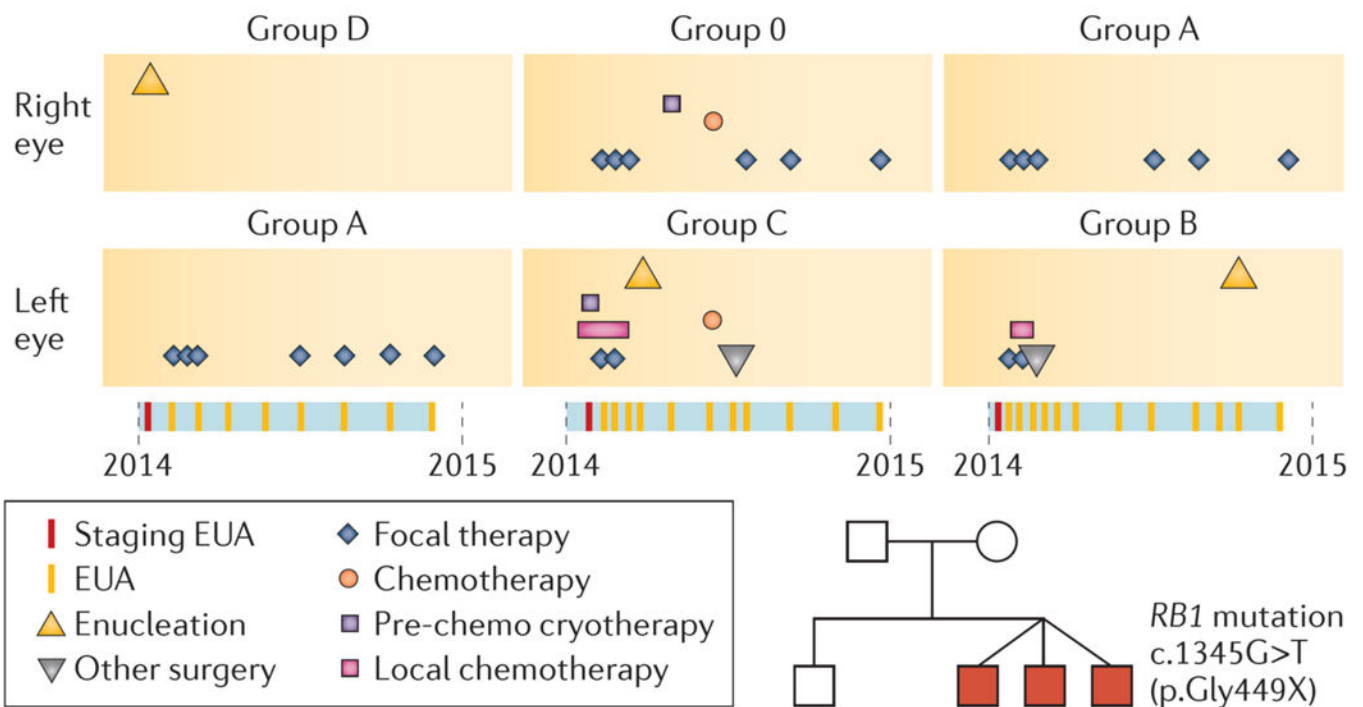 Group D
Group 0
Group A
Right
eye
Group A
Group C
Group B
Left
eye
2014
2015
2014
2015
2014
2015
Staging EUA
EUA
Enucleation
Other surgery
Focal therapy
Chemotherapy
Pre-chemo cryotherapy
Local chemotherapy
RB1 mutation
c.1345G>T
(p.Gly449X)